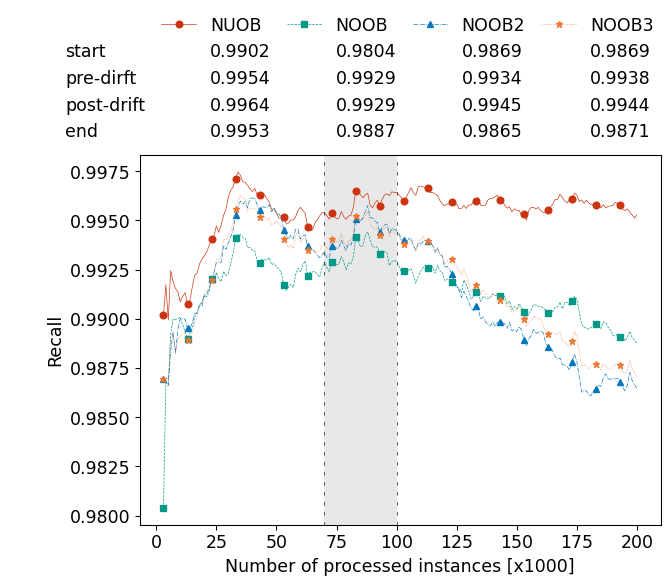 NUOB NOOB NOOB2 NOOB3
start 0.9902 0.9804 0.9869 0.9869
pre-dirft 0.9954 0.9929 0.9934 0.9938
post-drift 0.9964 0.9929 0.9945 0.9944
end 0.9953 0.9887 0.9865 0.9871
0.9975
0.9950
0.9925
0.9900
0.9875
0.9850
0.9825
0.9800
Recall
0 25 50 75 100 125 150 175 200
Number of processed instances [x1000]